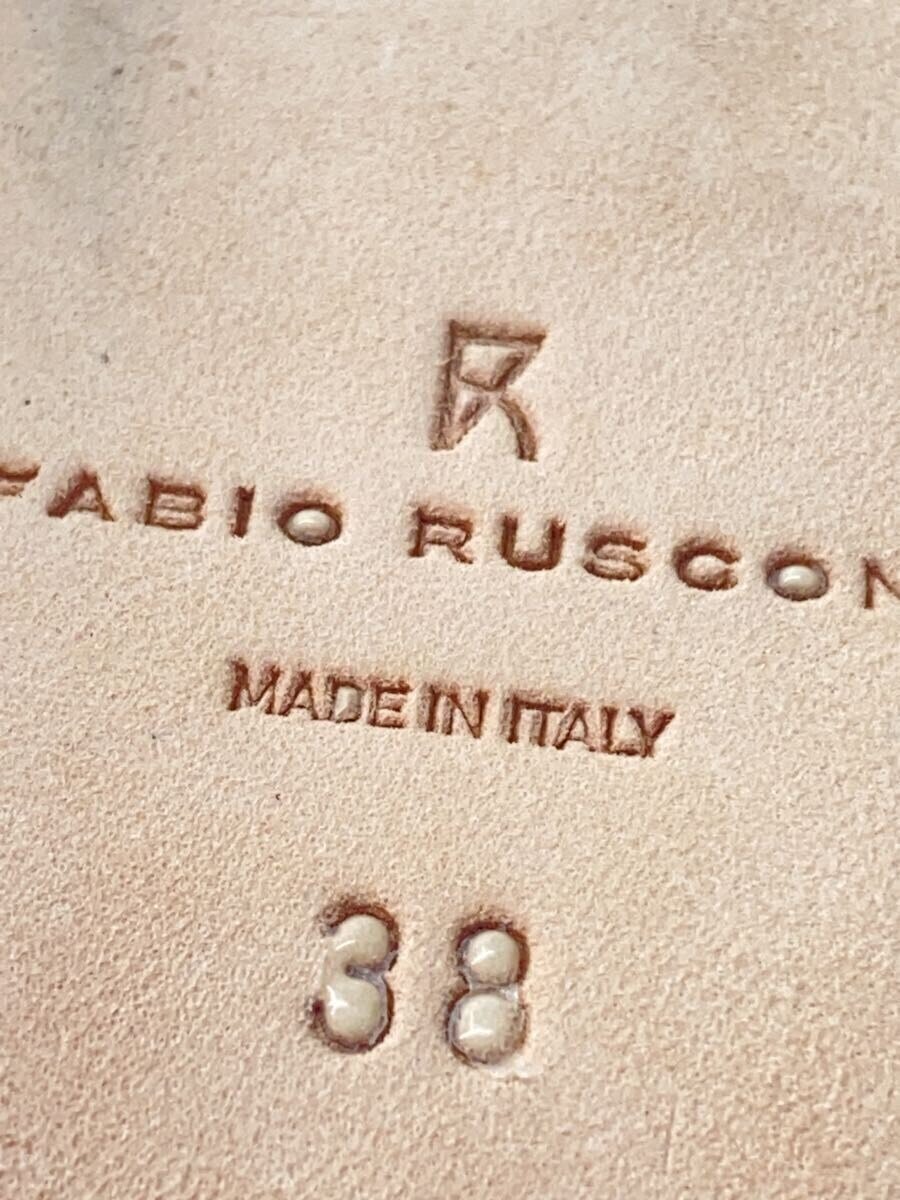 R
FABIO RUSCON
MADE IN ITALY
38